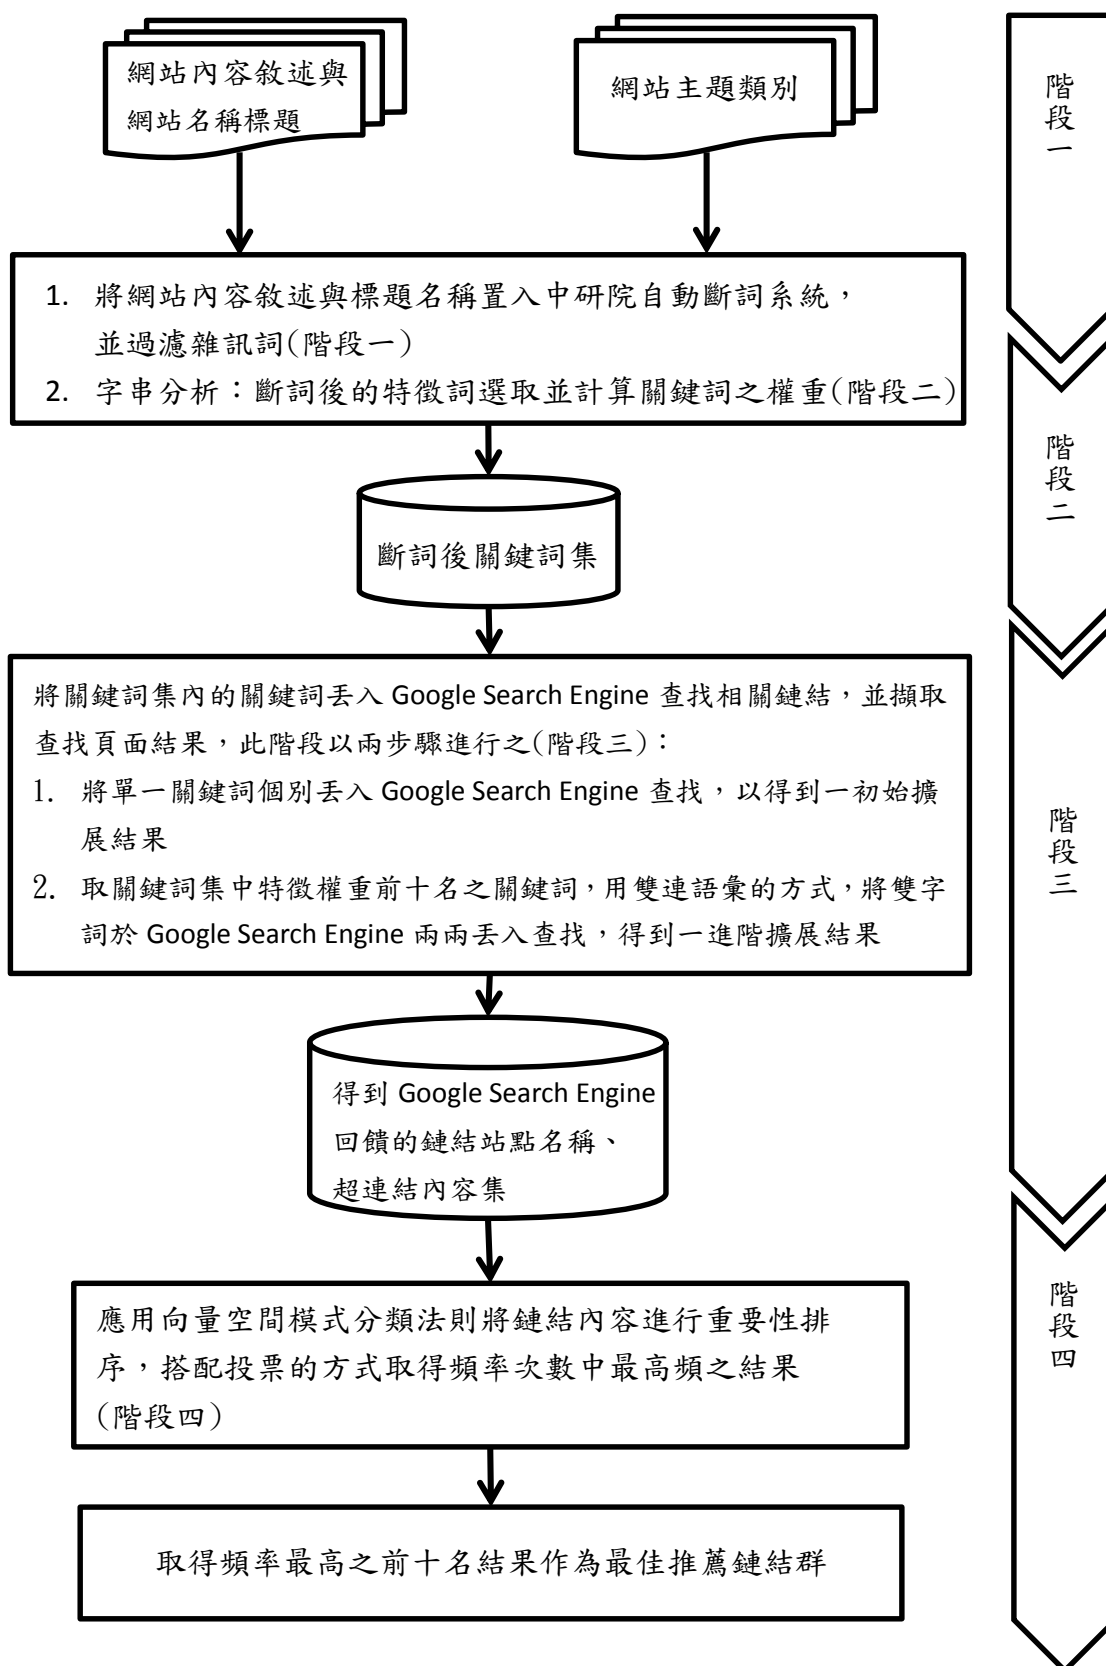 網站內容敘述與
網站名稱標題
網站主題類別
階段一
1. 將網站內容敘述與標題名稱置入中研院自動斷詞系統，
並過濾雜訊詞(階段一)
2. 字串分析：斷詞後的特徵詞選取並計算關鍵詞之權重(階段二)
階段二
斷詞後關鍵詞集
將關鍵詞集內的關鍵詞丟入 Google Search Engine 查找相關鏈結，並擷取
查找頁面結果，此階段以兩步驟進行之(階段三)：
1. 將單一關鍵詞個別丟入 Google Search Engine 查找，以得到一初始擴
展結果
2. 取關鍵詞集中特徵權重前十名之關鍵詞，用雙連語彙的方式，將雙字
詞於 Google Search Engine 兩兩丟入查找，得到一進階擴展結果
階段三
得到 Google Search Engine
回饋的鏈結站點名稱、
超連結內容集
應用向量空間模式分類法則將鏈結內容進行重要性排
序，搭配投票的方式取得頻率次數中最高頻之結果
(階段四)
階段四
取得頻率最高之前十名結果作為最佳推薦鏈結群